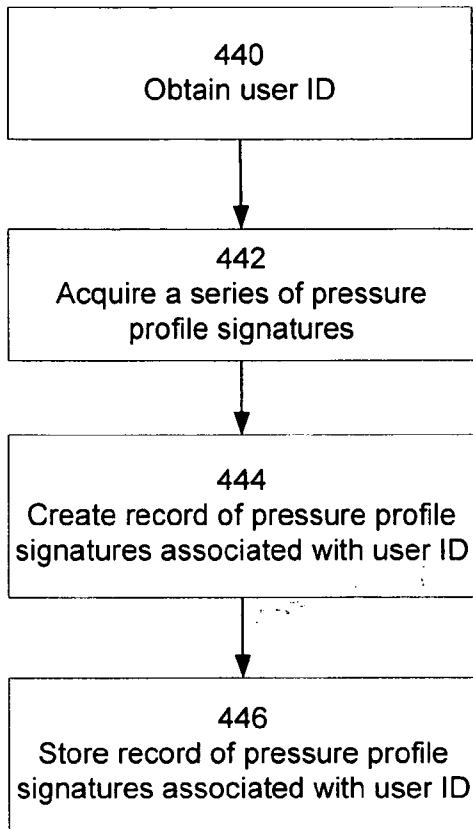 440
Obtain user ID
442
Acquire a series of pressure
profile signatures
444
Create record of pressure profile
signatures associated with user ID
446
Store record of pressure profile
signatures associated with user ID